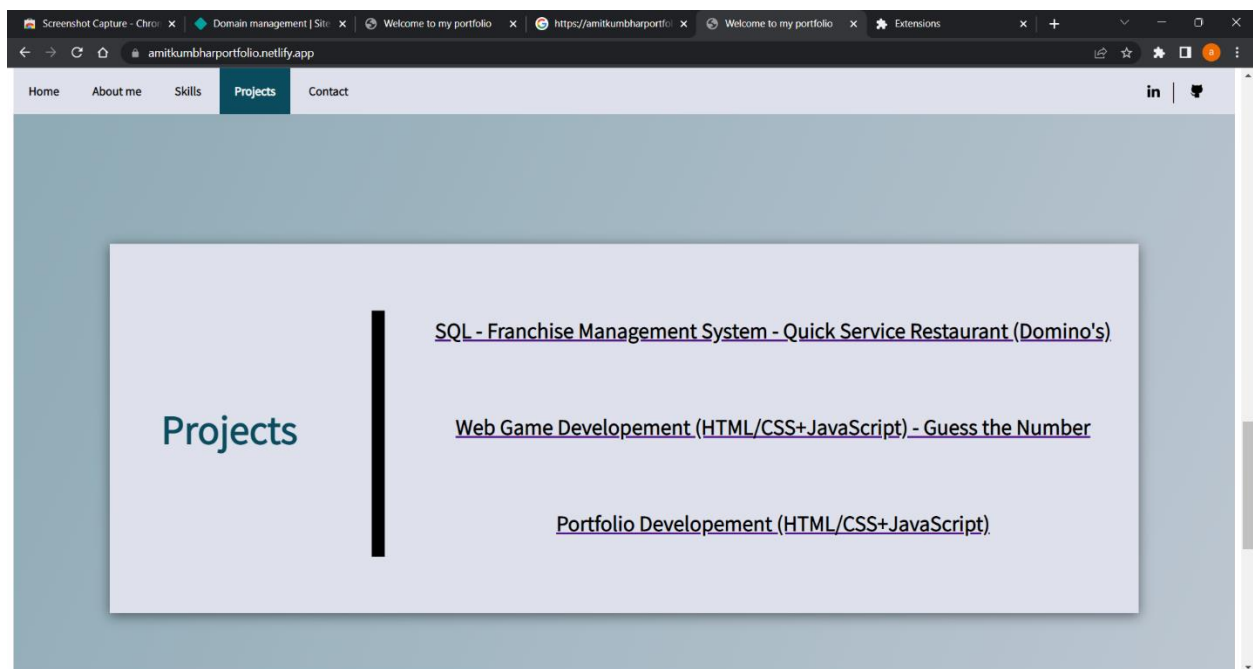 Screenshot Capture - Chron
Domain management | Site
Welcome to my portfolio
https://amitkumbharportfol
Welcome to my portfolio
Extensions
amitkumbharportfolio.netlify.app
a
Home About me Skills Projects Contact in
SQL - Franchise Management System - Quick Service Restaurant (Domino's)
Web Game Developement (HTML/CSS+JavaScript) - Guess the Number
Projects
Portfolio Developement (HTML/CSS+JavaScript)